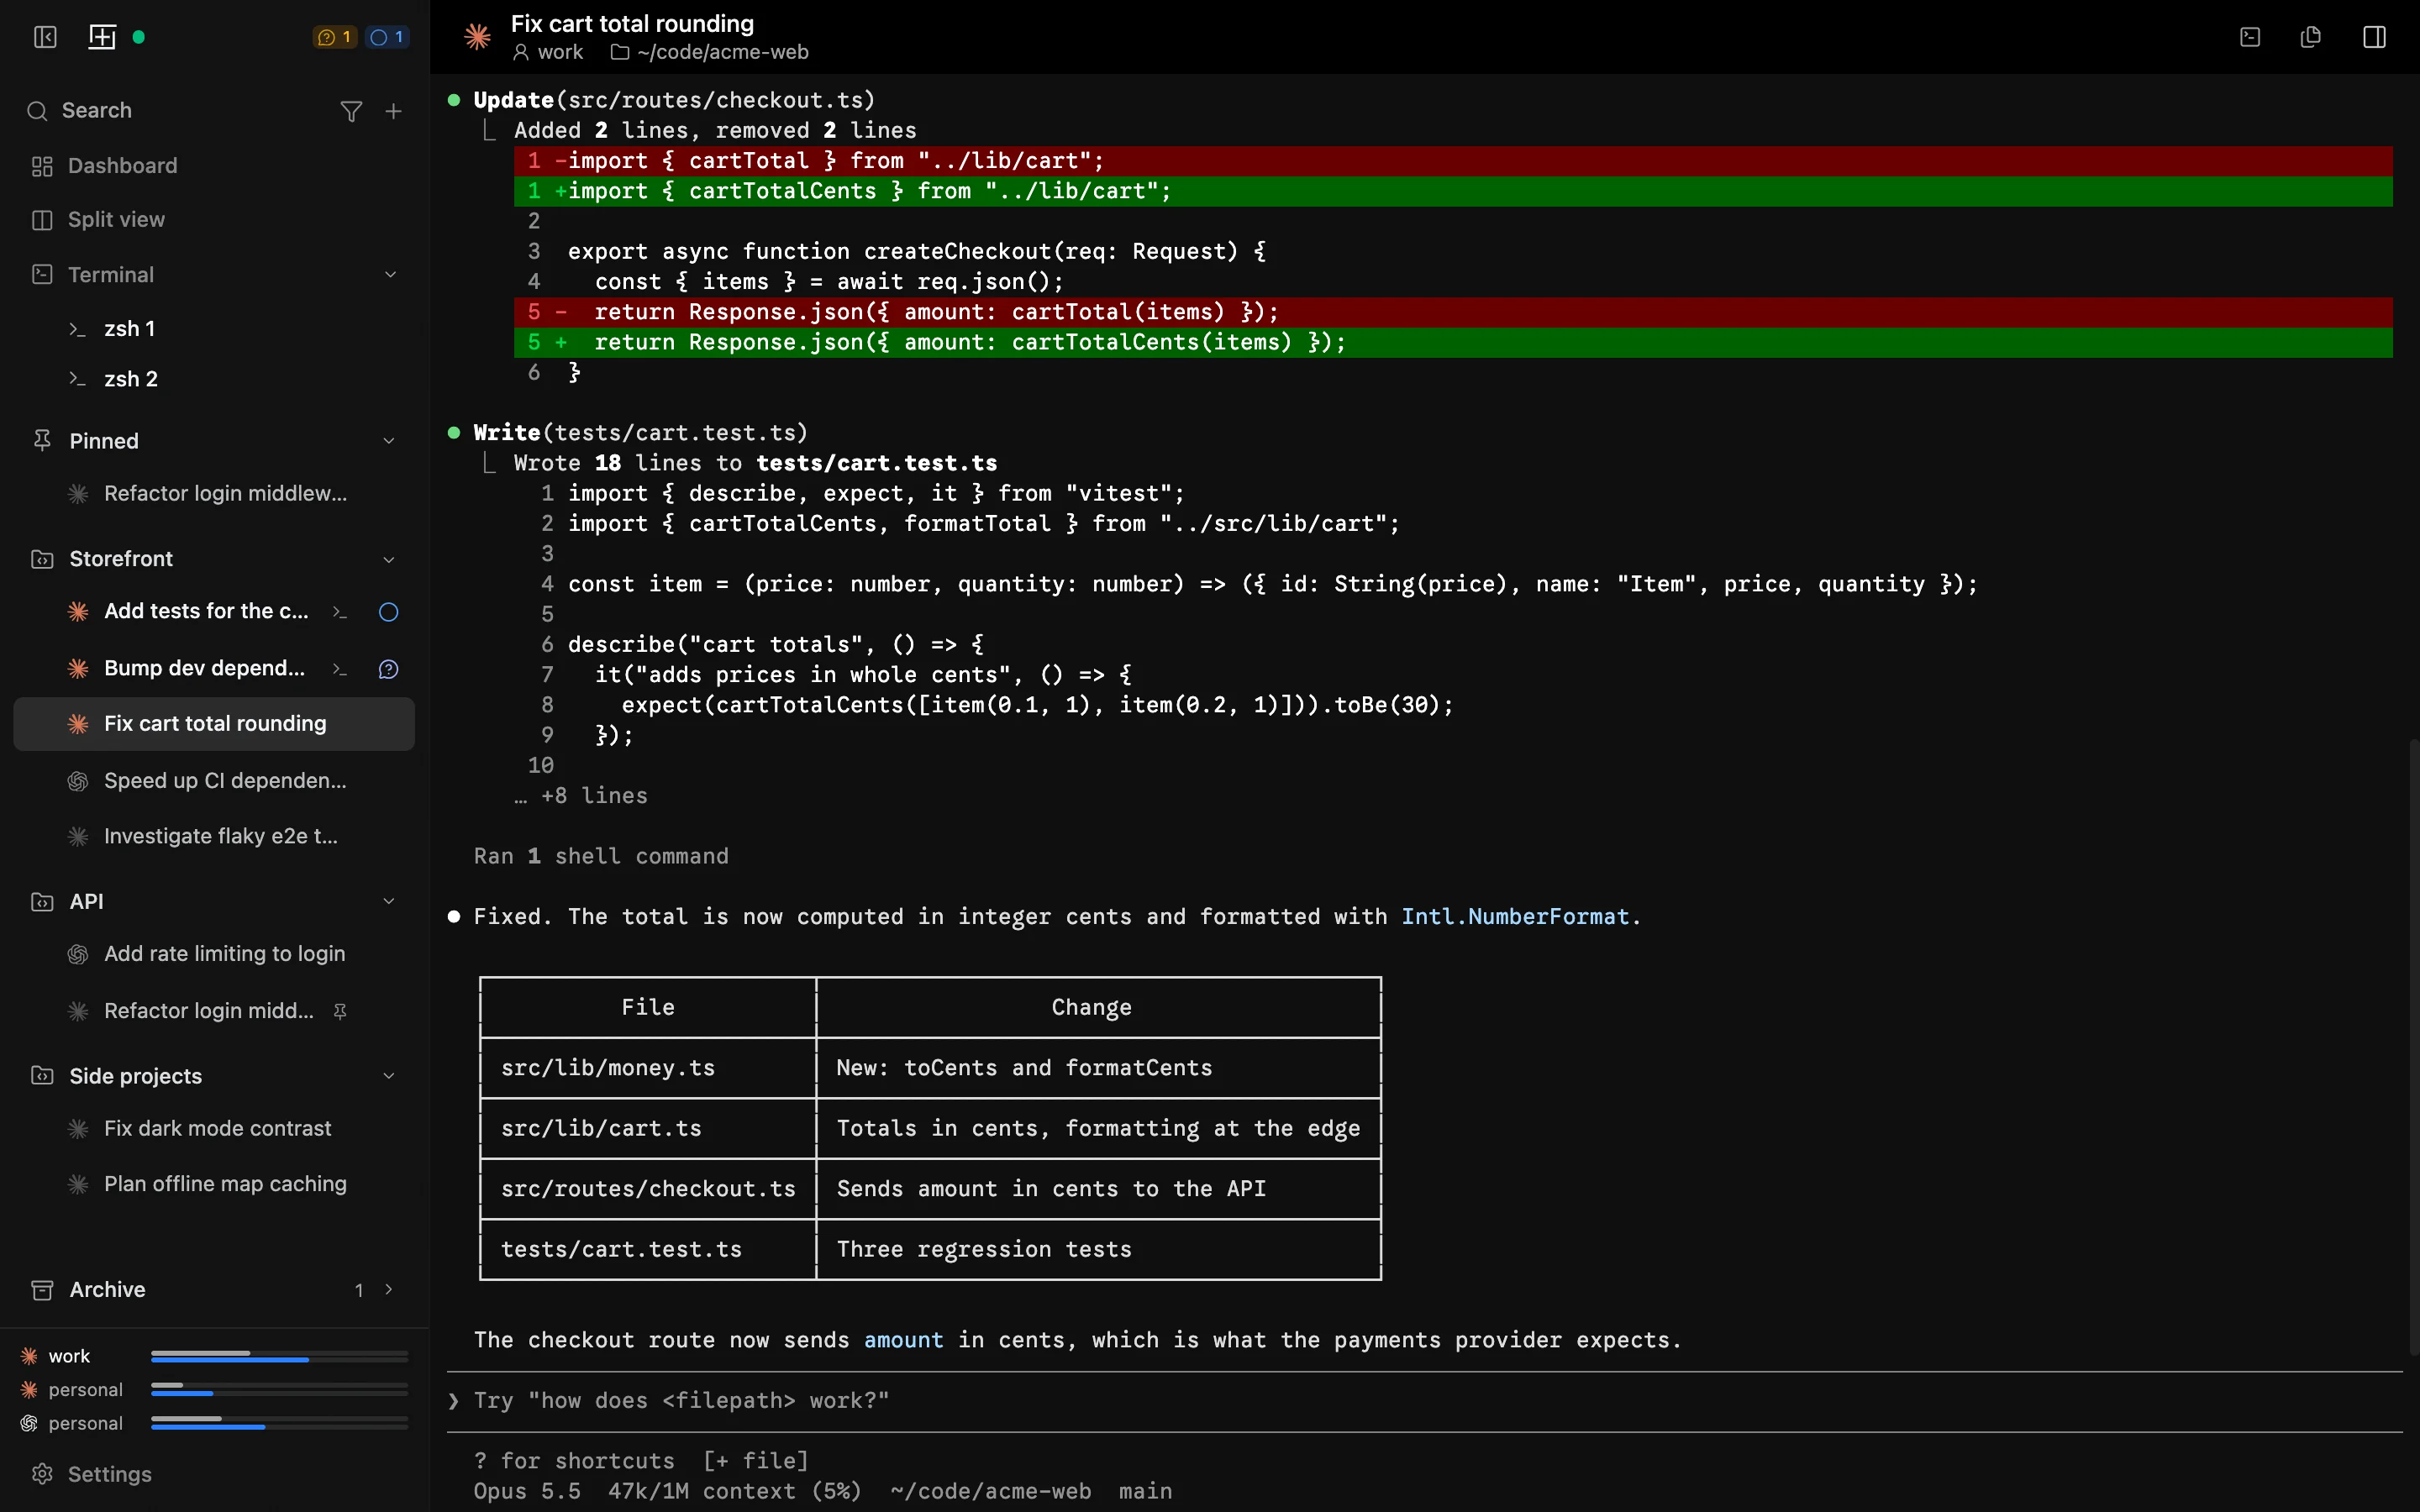 1
1
Search
Dashboard
Split view
Terminal
zsh 1
zsh 2
Pinned
Refactor login middlew...
Storefront
Add tests for the c...
Bump dev depend...
Fix cart total rounding
Speed up CI dependen...
Investigate flaky e2e t...
API
Add rate limiting to login
Refactor login midd...
Side projects
Fix dark mode contrast
Plan offline map caching
Archive 1
work
personal
personal
Settings
Fix cart total rounding
work ~/code/acme-web
Update(src/routes/checkout.ts)
Added 2 lines, removed 2 lines
1 -import { cartTotal } from "../lib/cart";
1 +import { cartTotalCents } from "../lib/cart";
2
3 export async function createCheckout(req: Request) {
4 const { items } = await req.json();
5 - return Response.json({ amount: cartTotal(items) });
5 + return Response.json({ amount: cartTotalCents(items) });
6 }
Write(tests/cart.test.ts)
Wrote 18 lines to tests/cart.test.ts
1 import { describe, expect, it } from "vitest";
2 import { cartTotalCents, formatTotal } from "../src/lib/cart";
3
4 const item = (price: number, quantity: number) => ({ id: String(price), name: "Item", price, quantity });
5
6 describe("cart totals", () => {
7 it("adds prices in whole cents", () => {
8 expect(cartTotalCents([item(0.1, 1), item(0.2, 1)])).toBe(30);
9 });
10
… +8 lines
Ran 1 shell command
Fixed. The total is now computed in integer cents and formatted with Intl.NumberFormat.
File Change
src/lib/money.ts New: toCents and formatCents
src/lib/cart.ts Totals in cents, formatting at the edge
src/routes/checkout.ts Sends amount in cents to the API
tests/cart.test.ts Three regression tests
The checkout route now sends amount in cents, which is what the payments provider expects.
❯ Try "how does <filepath> work?"
? for shortcuts [+ file]
Opus 5.5 47k/1M context (5%) ~/code/acme-web main